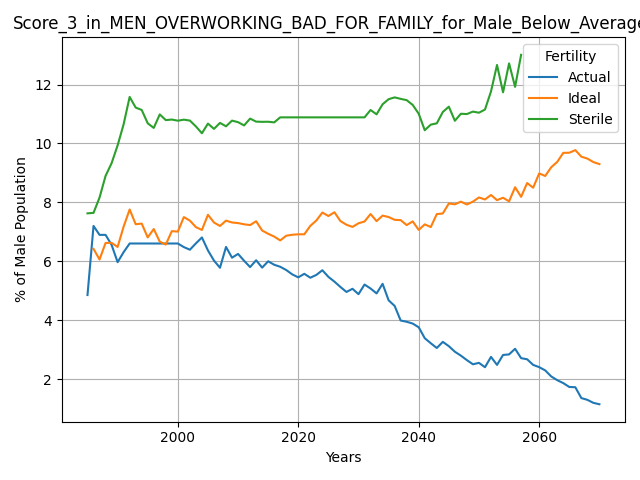 Score_3_in_MEN_OVERWORKING_BAD_FOR_FAMILY_for_Male_Below_Average
Fertility
Actual
Ideal
Sterile
% of Male Population
12
10
8
6
4
2
2000
2020
2040
2060
Years